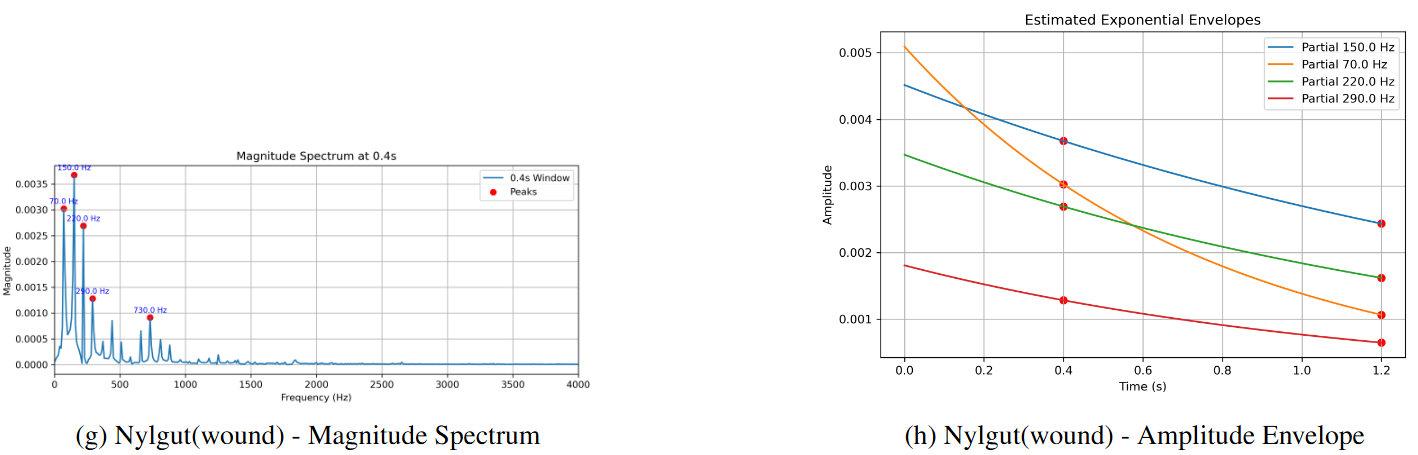 Magnitude Spectrum at 0.4s
Magnitude
0.0035
0.0030
0.0025
0.0020
0.0015
0.0010
0.0005
0.0000
150.0 Hz
70.0 Hz
220.0 Hz
290.0 Hz
730.0 Hz
0.4s Window
Peaks
0 500 1000 1500 2000 2500 3000 3500 4000
Frequency (Hz)
(g) Nylgut(wound) - Magnitude Spectrum
Estimated Exponential Envelopes
Amplitude
0.005
0.004
0.003
0.002
0.001
Partial 150.0 Hz
Partial 70.0 Hz
Partial 220.0 Hz
Partial 290.0 Hz
0.0 0.2 0.4 0.6 0.8 1.0 1.2
Time (s)
(h) Nylgut(wound) - Amplitude Envelope